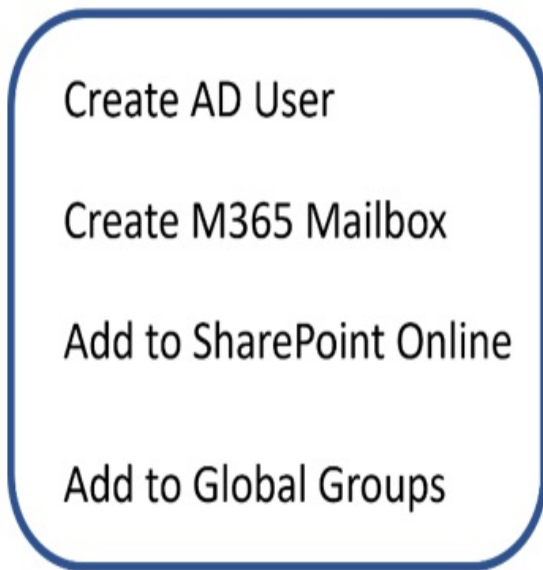 Create AD User
Create M365 Mailbox
Add to SharePoint Online
Add to Global Groups